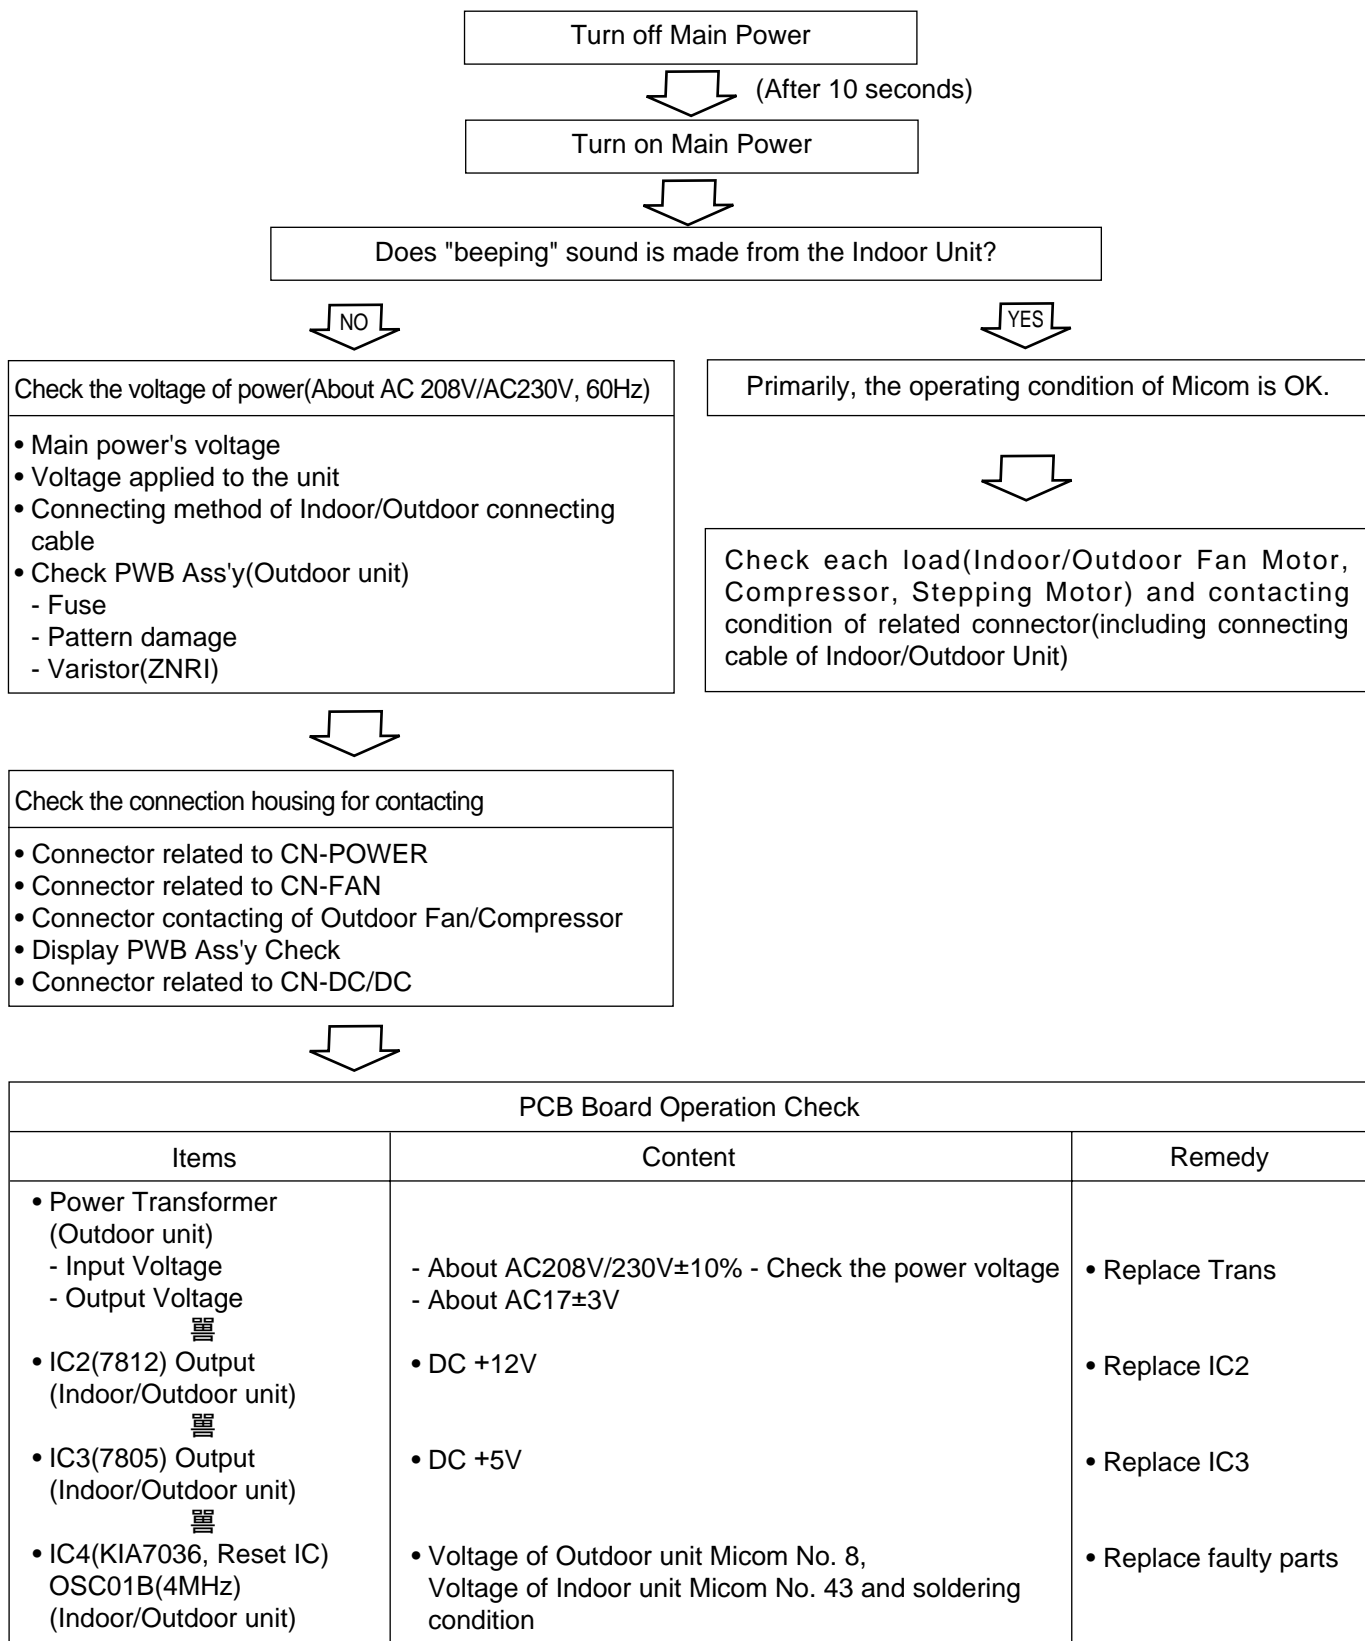 Turn off Main Power
(After 10 seconds)
Turn on Main Power
Does "beeping" sound is made from the Indoor Unit?
NO
YES
Check the voltage of power(About AC 208V/AC230V, 60Hz)
• Main power's voltage
• Voltage applied to the unit
• Connecting method of Indoor/Outdoor connecting
cable
• Check PWB Ass'y(Outdoor unit)
- Fuse
- Pattern damage
- Varistor(ZNRI)
Primarily, the operating condition of Micom is OK.
Check each load(Indoor/Outdoor Fan Motor,
Compressor, Stepping Motor) and contacting
condition of related connector(including connecting
cable of Indoor/Outdoor Unit)
Check the connection housing for contacting
• Connector related to CN-POWER
• Connector related to CN-FAN
• Connector contacting of Outdoor Fan/Compressor
• Display PWB Ass'y Check
• Connector related to CN-DC/DC
PCB Board Operation Check
Items
Content
Remedy
• Power Transformer
(Outdoor unit)
- Input Voltage
- Output Voltage
- About AC208V/230V±10% - Check the power voltage
- About AC17±3V
• Replace Trans
• IC2(7812) Output
(Indoor/Outdoor unit)
• DC +12V
• Replace IC2
• IC3(7805) Output
(Indoor/Outdoor unit)
• DC +5V
• Replace IC3
• IC4(KIA7036, Reset IC)
OSC01B(4MHz)
(Indoor/Outdoor unit)
• Voltage of Outdoor unit Micom No. 8,
Voltage of Indoor unit Micom No. 43 and soldering
condition
• Replace faulty parts